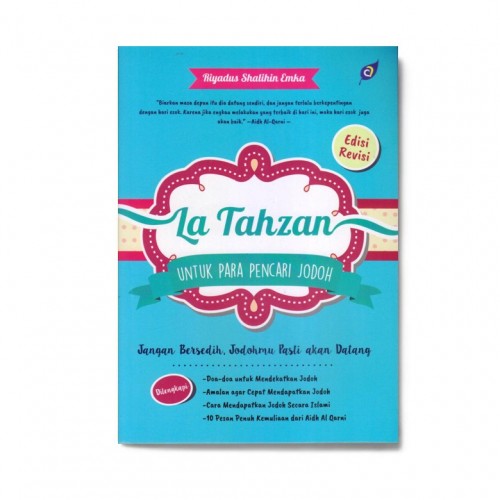 Riyadus Shalihin Emka
"Biarkan masa depan itu dia datang sendiri, dan jangan terlalu berkepentingan
dengan hari esok. Karena jika engkau melakukan yang terbaik di hari ini, maka hari esok juga
akan baik." —Aidh Al-Qarni —
Edisi
Revisi
La Tahzan
UNTUK PARA PENCARI JODOH
Jangan Bersedih, Jodohmu Pasti akan Datang
Dilengkapi
-Doa-doa untuk Mendekatkan Jodoh
-Amalan agar Cepat Mendapatkan Jodoh
-Cara Mendapatkan Jodoh Secara Islami
-10 Pesan Penuh Kemuliaan dari Aidh Al Qarni